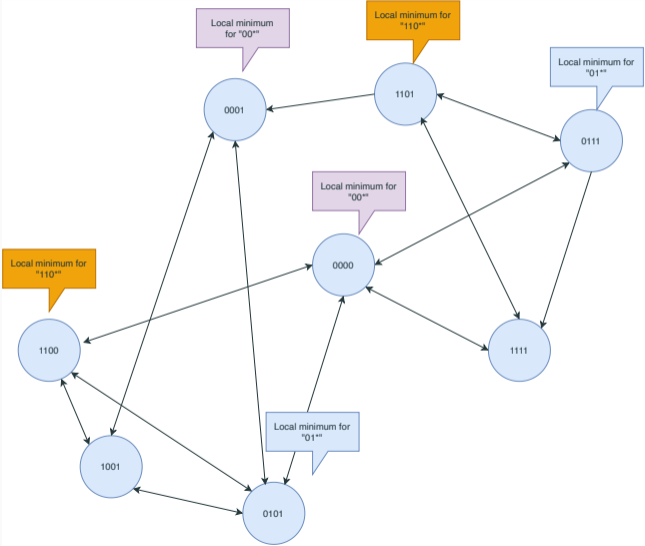 Local minimum
for "00*"
Local minimum for
"110*"
Local minimum for
"01*"
0001
1101
0111
Local minimum for
"00*"
0000
Local minimum for
"110*"
1100
1111
Local minimum for
"01*"
1001
0101